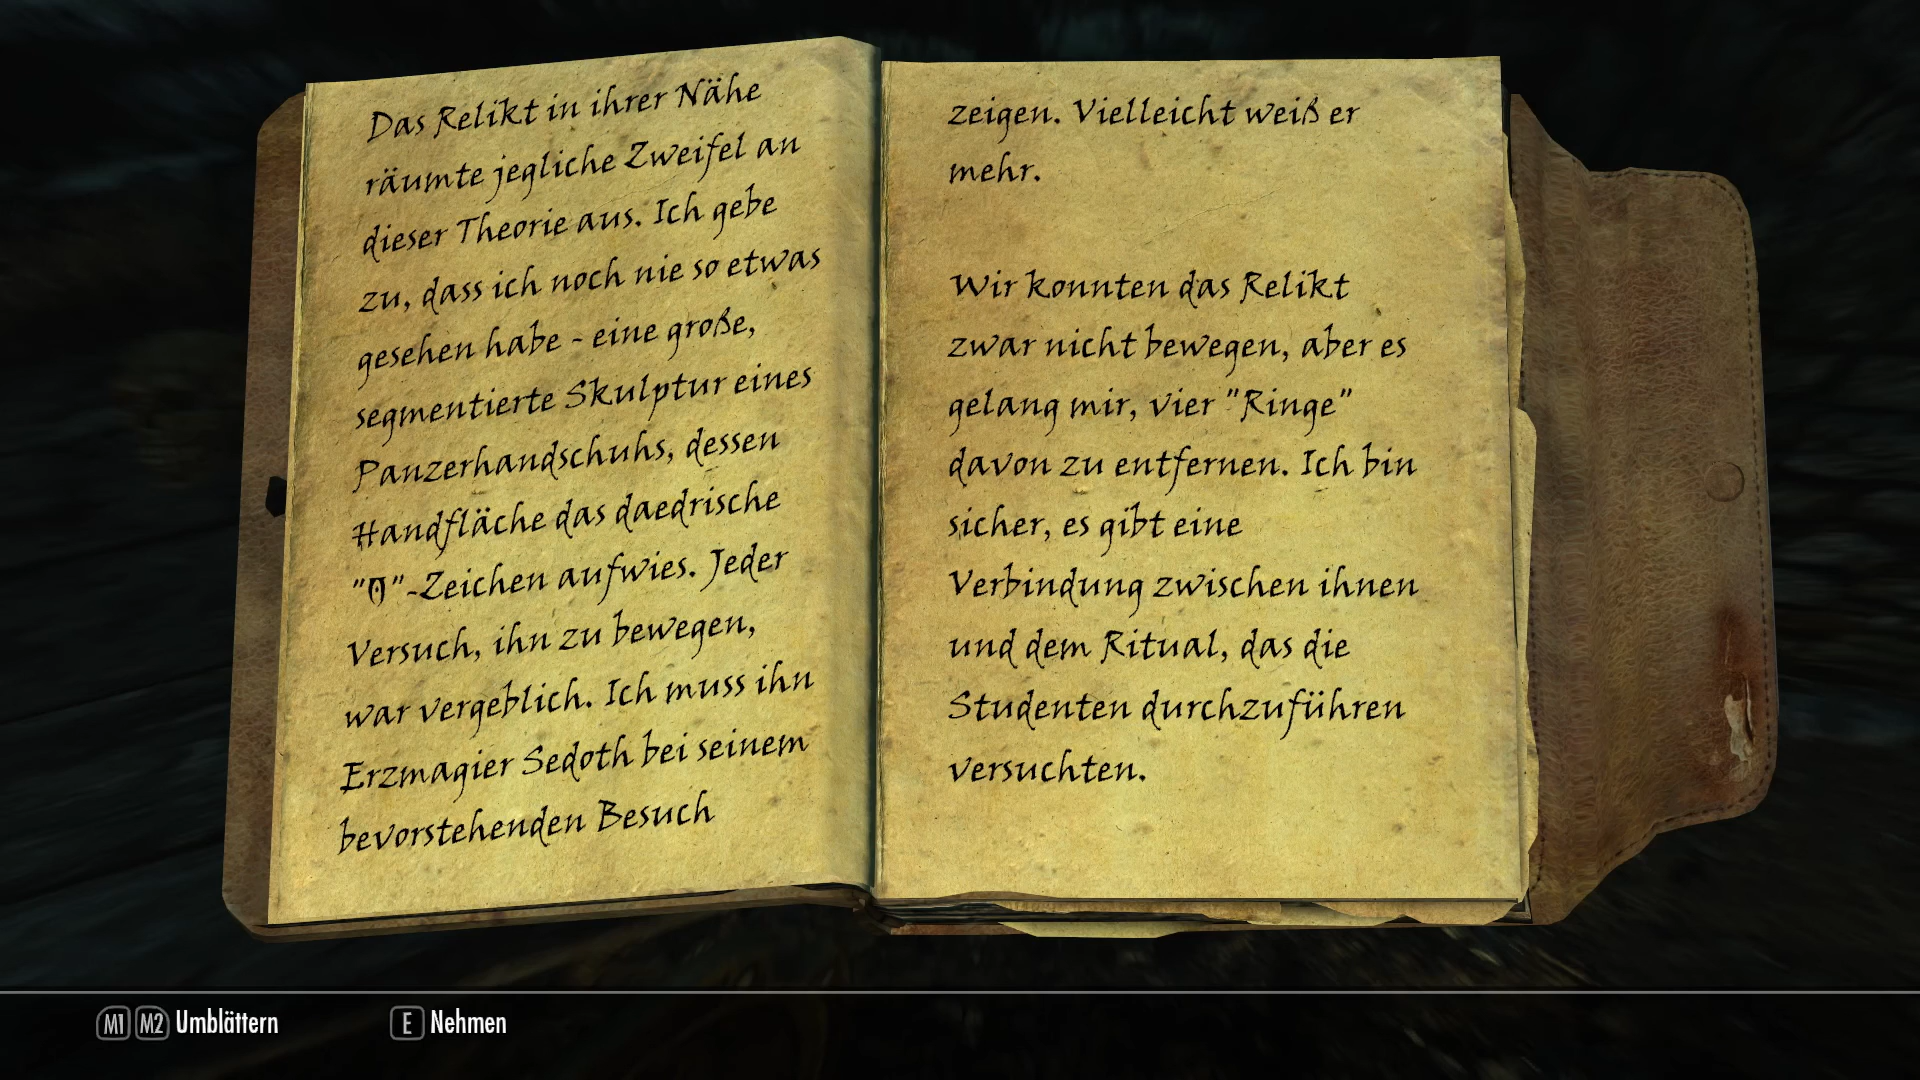 Das Relikt in ihrer Nähe
räumte jegliche Zweifel an
dieser Theorie aus. Ich gebe
zu, dass ich noch nie so etwas
gesehen habe - eine große,
segmentierte Skulptur eines
Panzerhandschuhs, dessen
Handfläche das daedrische
""-Zeichen aufwies. Jeder
Versuch, ihn zu bewegen,
war vergeblich. Ich muss ihn
Erzmagier Sedoth bei seinem
bevorstehenden Besuch
zeigen. Vielleicht weiß er
mehr.
Wir konnten das Relikt
zwar nicht bewegen, aber es
gelang mir, vier "Ringe"
davon zu entfernen. Ich bin
sicher, es gibt eine
Verbindung zwischen ihnen
und dem Ritual, das die
Studenten durchzuführen
versuchten.
M1 M2 Umblättern
E Nehmen